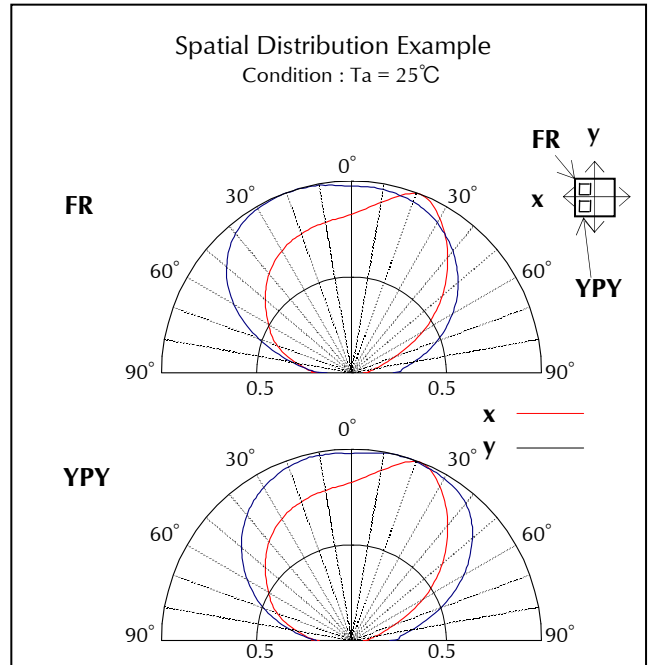 Spatial Distribution Example
Condition : Ta = 25℃
FR y
x
YPY
FR
0°
30° 30°
60° 60°
90° 90°
0.5 0.5
x
y
YPY
0°
30° 30°
60° 60°
90° 90°
0.5 0.5